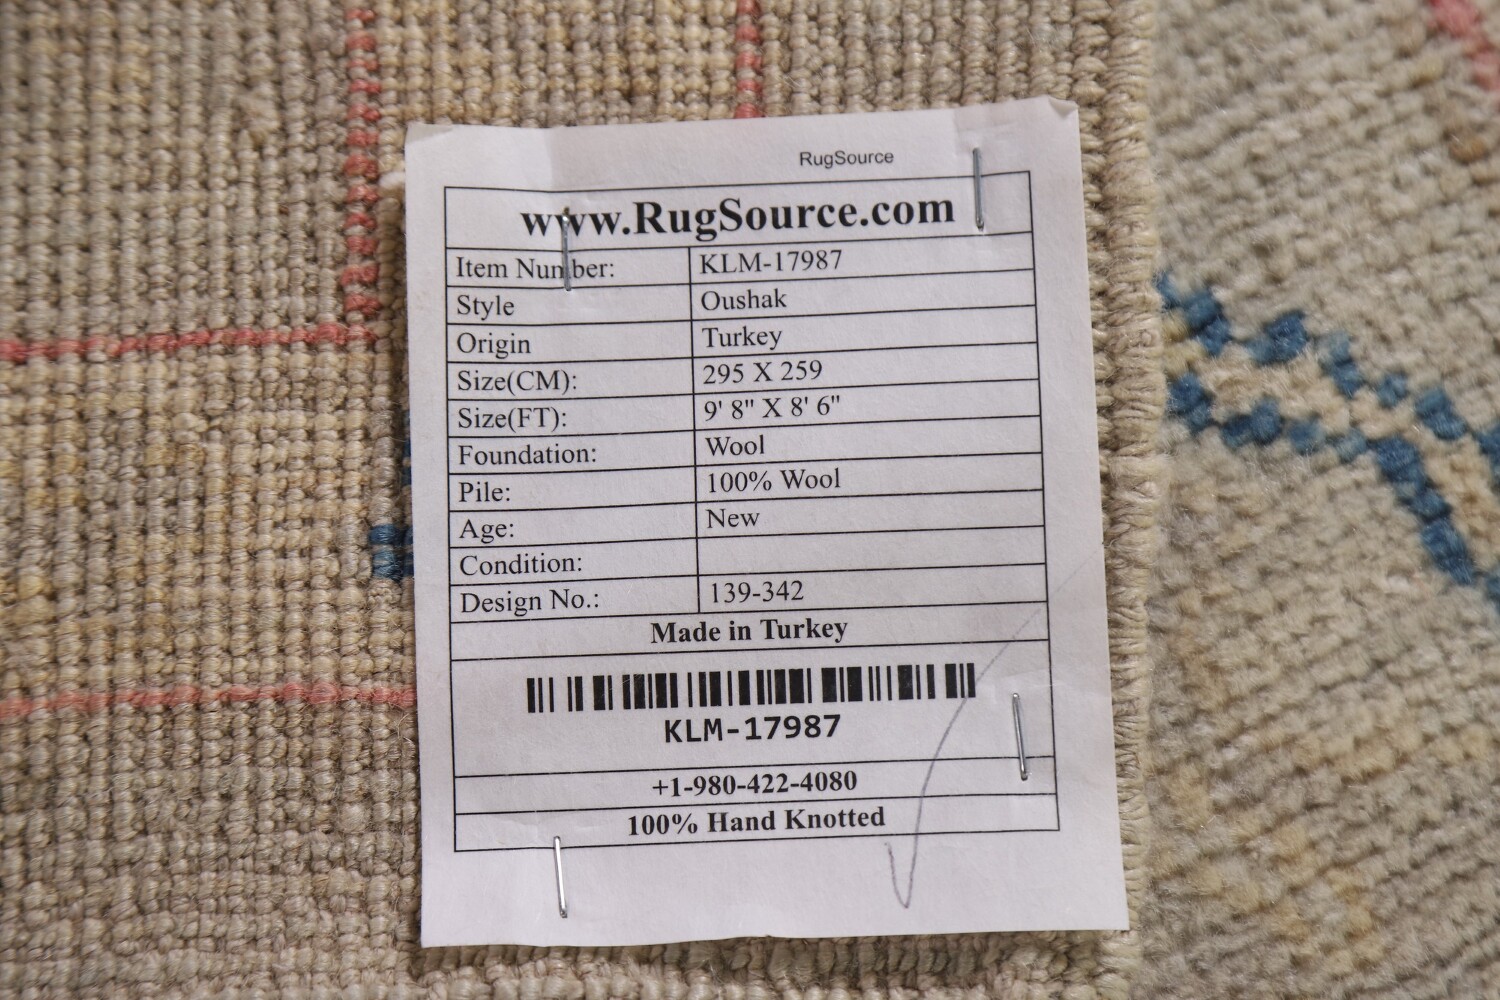 RugSource
www.RugSource.com
Item Number: KLM-17987
Style Oushak
Origin Turkey
Size(CM): 295 X 259
Size(FT): 9' 8" X 8' 6"
Foundation: Wool
Pile: 100% Wool
Age: New
Condition:
Design No.: 139-342
Made in Turkey
KLM-17987
+1-980-422-4080
100% Hand Knotted